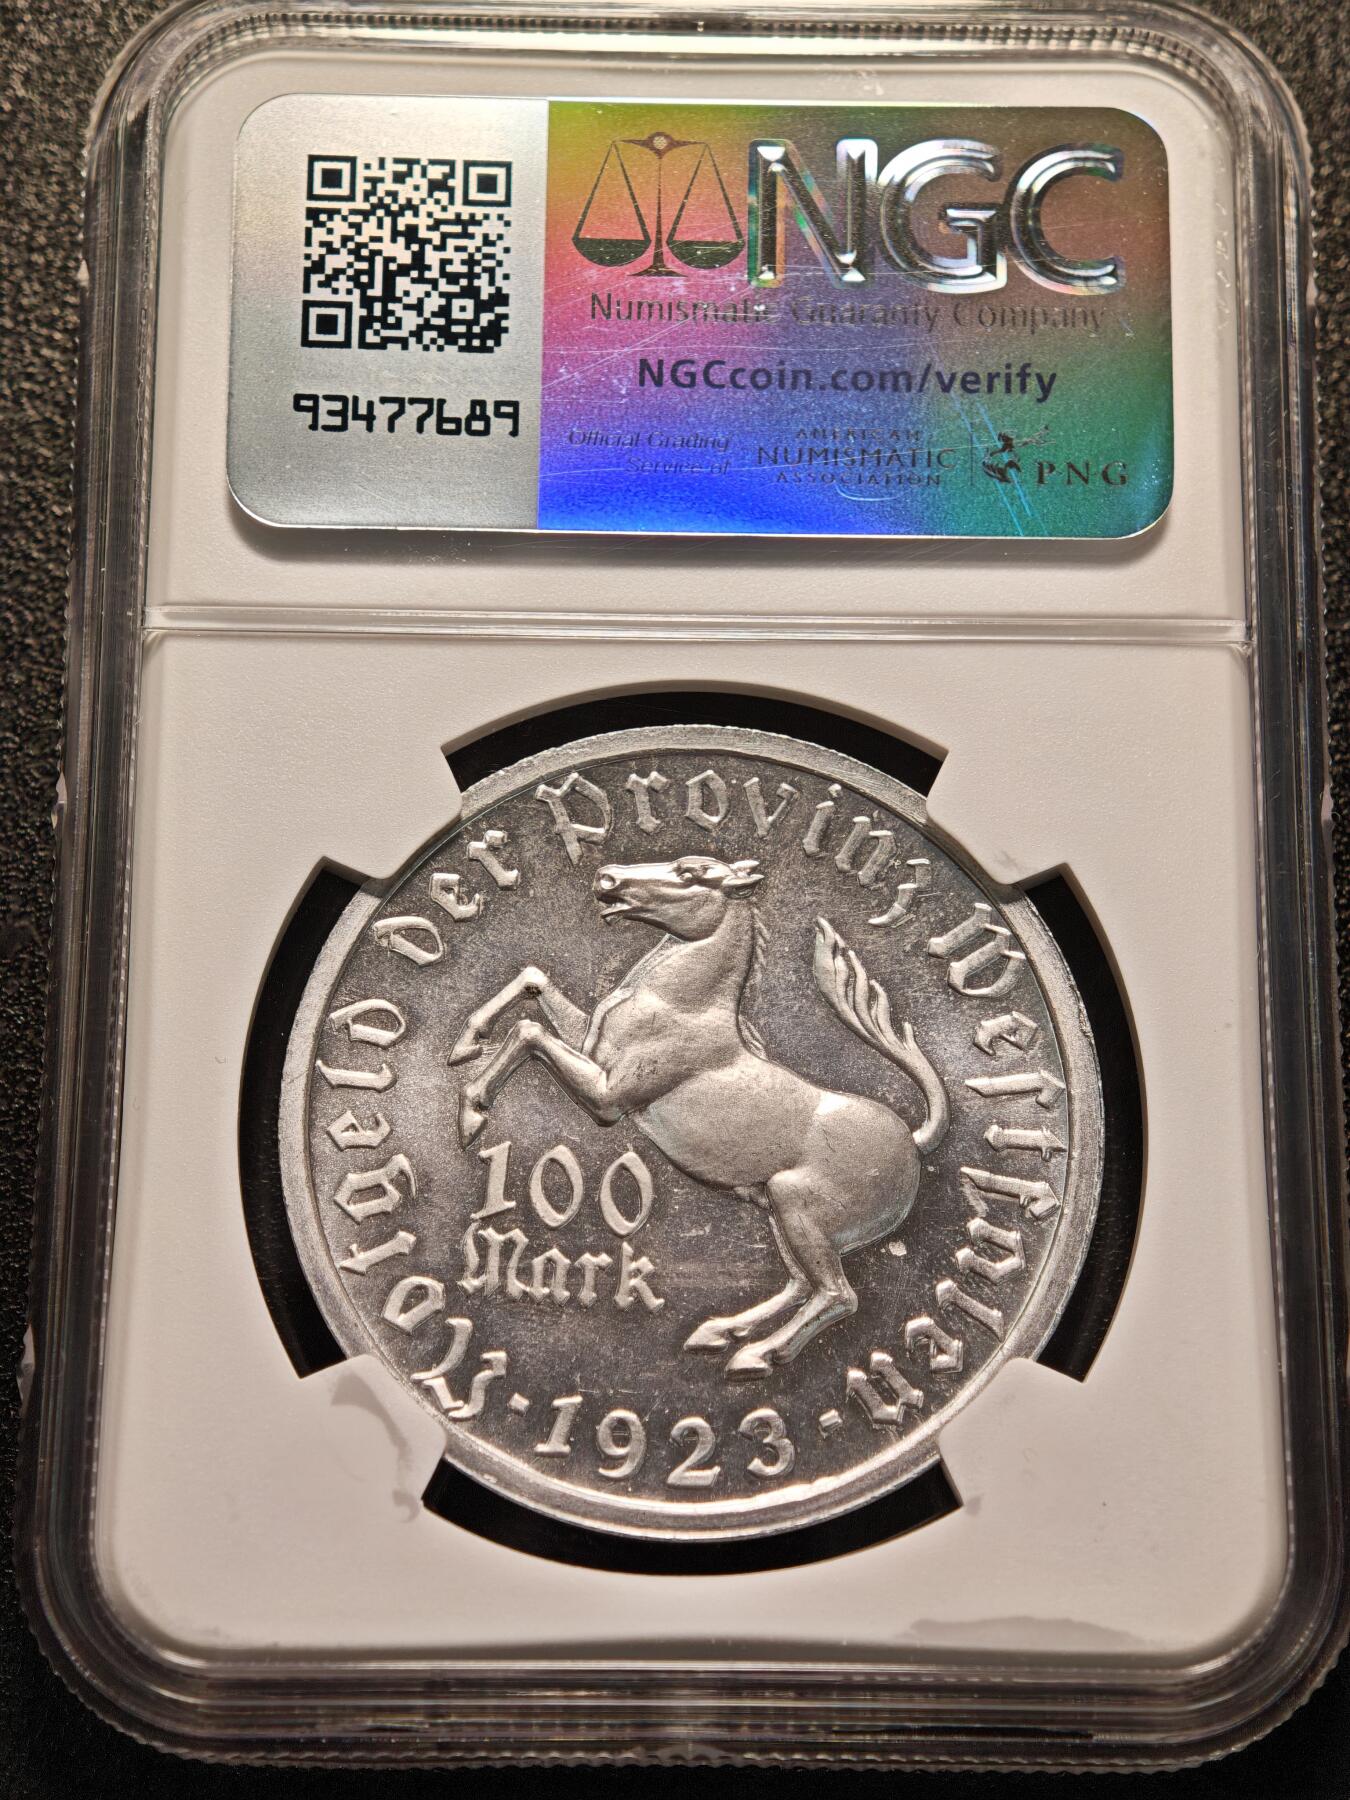 NGC
Numismatic Guaranty Company
NGCcoin.com/verify
93477689
Official Grading
Service of
AMERICAN
NUMISMATIC
ASSOCIATION
PNG
Notgeld der Provinz Westfalen
100
Mark
· 1923 ·